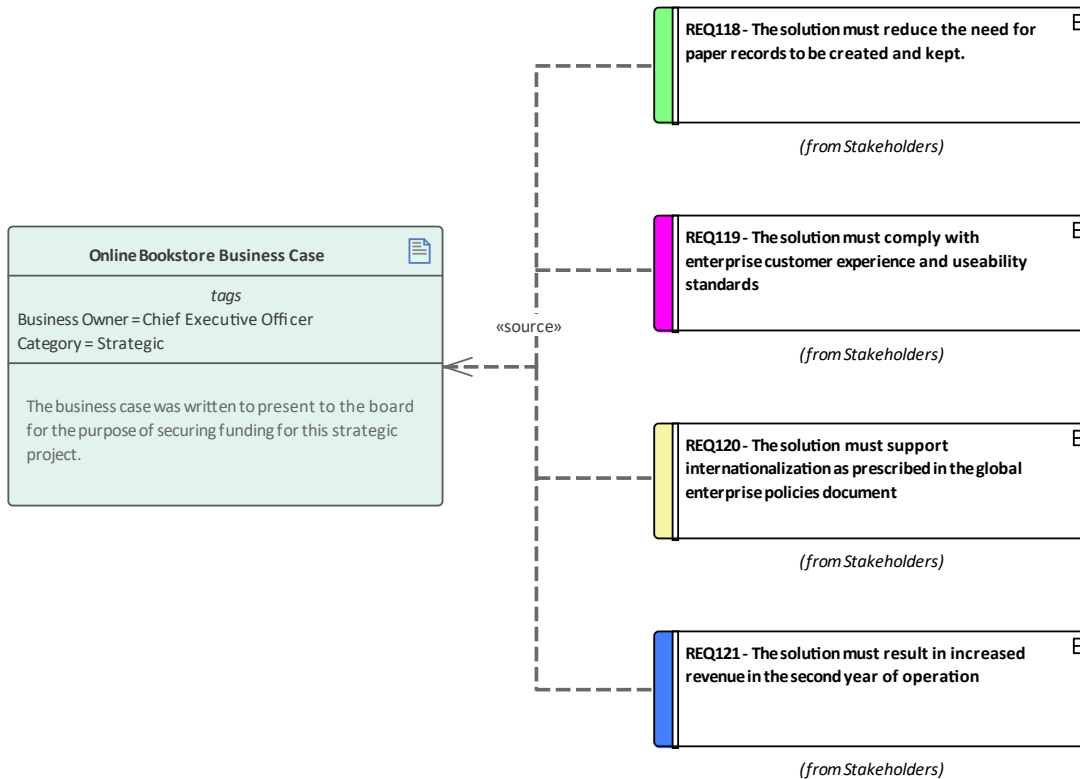 Online Bookstore Business Case
tags
Business Owner = Chief Executive Officer
Category = Strategic
The business case was written to present to the board
for the purpose of securing funding for this strategic
project.
«source»
REQ118 - The solution must reduce the need for
paper records to be created and kept.
(from Stakeholders)
REQ119 - The solution must comply with
enterprise customer experience and useability
standards
(from Stakeholders)
REQ120 - The solution must support
internationalization as prescribed in the global
enterprise policies document
(from Stakeholders)
REQ121 - The solution must result in increased
revenue in the second year of operation
(from Stakeholders)